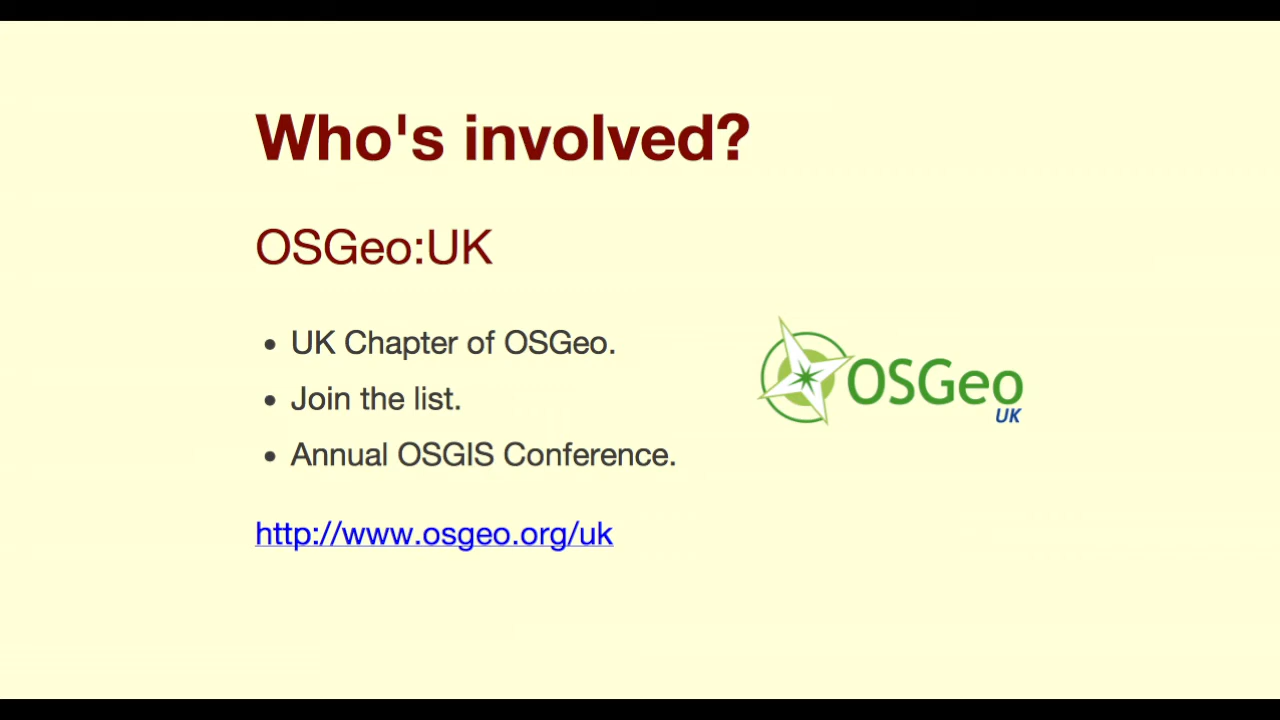 Who's involved?
OSGeo:UK
• UK Chapter of OSGeo.
• Join the list.
• Annual OSGIS Conference.
OSGeo
UK
http://www.osgeo.org/uk